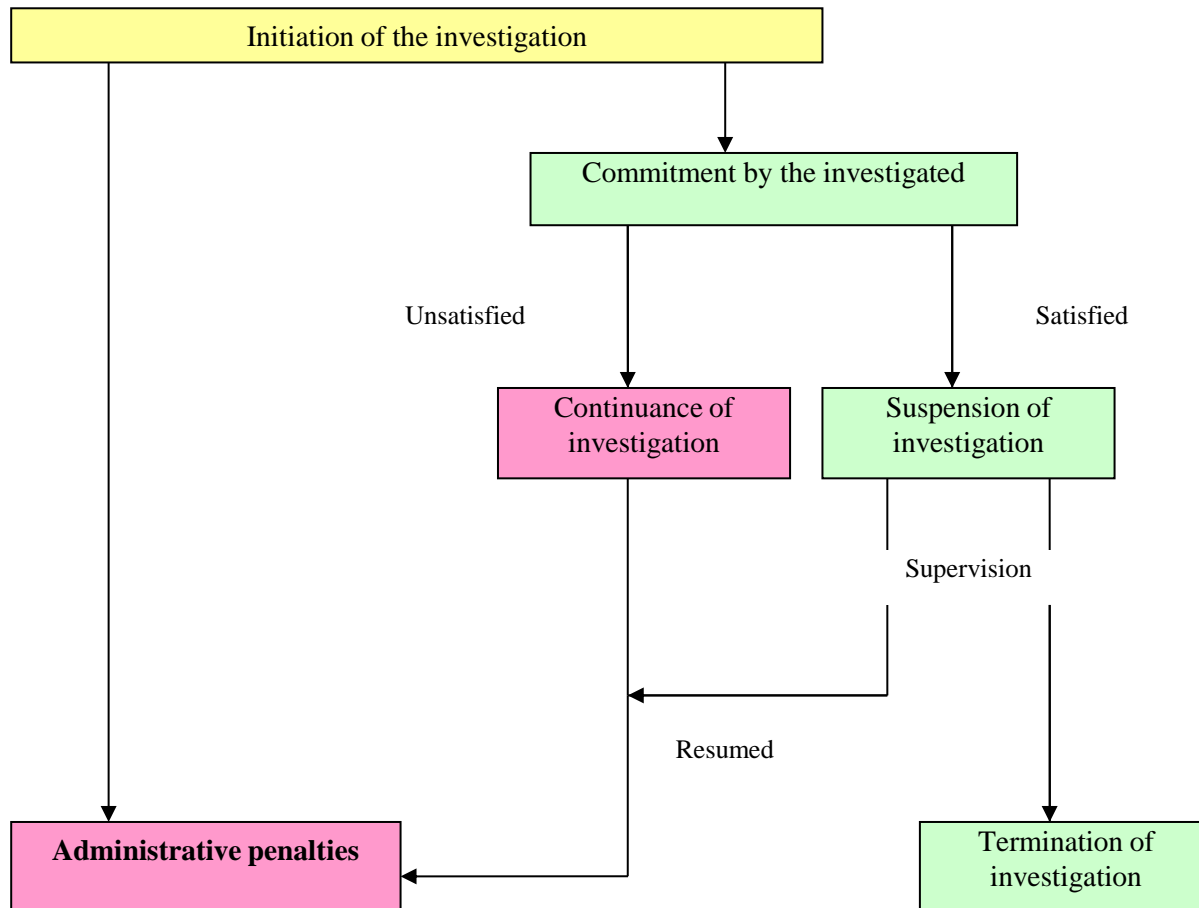 Initiation of the investigation
Commitment by the investigated
Unsatisfied
Satisfied
Continuance of
investigation
Suspension of
investigation
Supervision
Resumed
Administrative penalties
Termination of
investigation